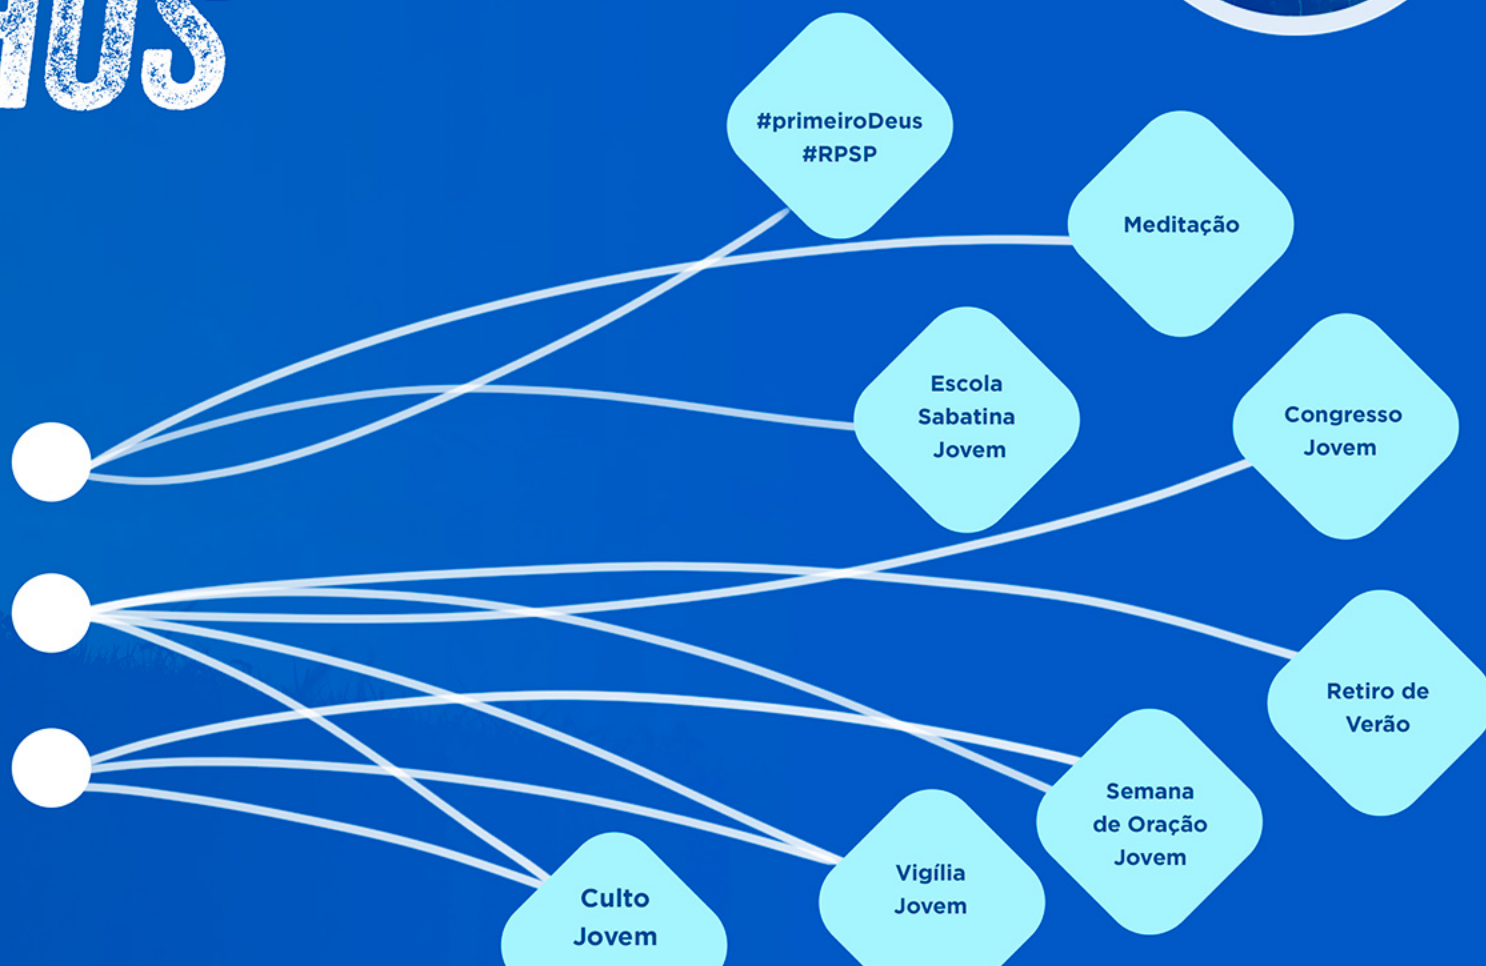 #primeiroDeus
#RPSP
Meditação
Escola
Sabatina
Jovem
Congresso
Jovem
Retiro de
Verão
Semana
de Oração
Jovem
Vigília
Jovem
Culto
Jovem